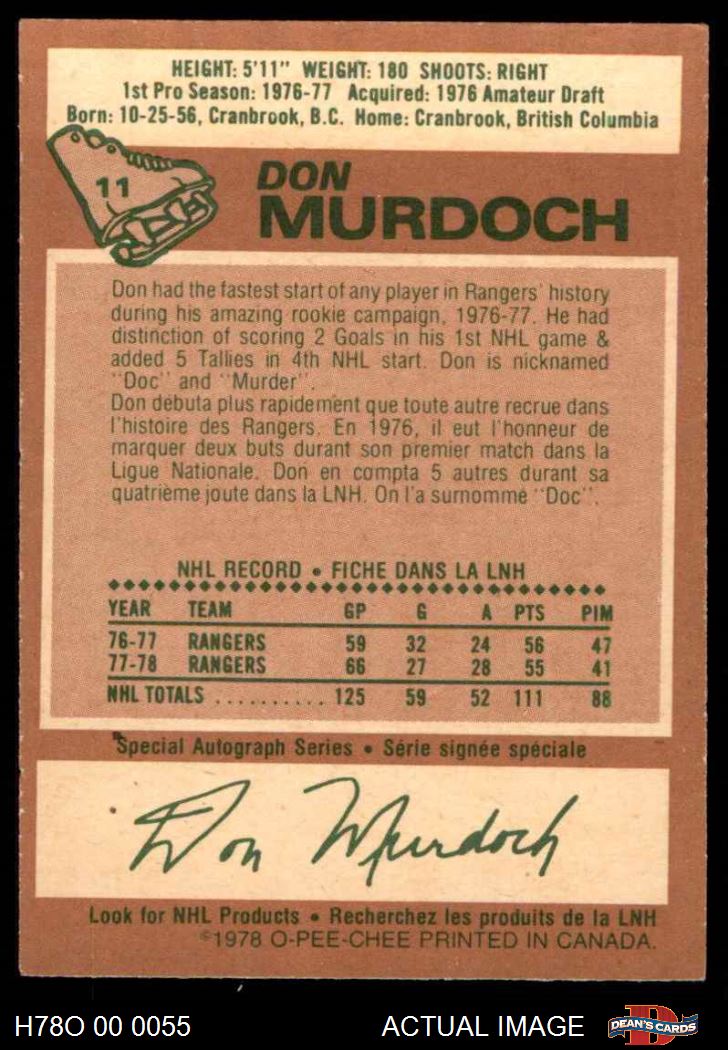 HEIGHT: 5'11" WEIGHT: 180 SHOOTS: RIGHT
1st Pro Season: 1976-77 Acquired: 1976 Amateur Draft
Born: 10-25-56, Cranbrook, B.C. Home: Cranbrook, British Columbia
11
DON
MURDOCH
Don had the fastest start of any player in Rangers' history
during his amazing rookie campaign, 1976-77. He had
distinction of scoring 2 Goals in his 1st NHL game &
added 5 Tallies in 4th NHL start. Don is nicknamed
"Doc" and "Murder".
Don débuta plus rapidement que toute autre recrue dans
l'histoire des Rangers. En 1976, il eut l'honneur de
marquer deux buts durant son premier match dans la
Ligue Nationale. Don en compta 5 autres durant sa
quatrième joute dans la LNH. On l'a surnommé "Doc".
NHL RECORD • FICHE DANS LA LNH
YEAR TEAM GP G A PTS PIM
76-77 RANGERS 59 32 24 56 47
77-78 RANGERS 66 27 28 55 41
NHL TOTALS .......... 125 59 52 111 88
Special Autograph Series • Série signée spéciale
Don Murdoch
Look for NHL Products • Recherchez les produits de la LNH
©1978 O-PEE-CHEE PRINTED IN CANADA.
H78O 00 0055 ACTUAL IMAGE D DEAN'S CARDS